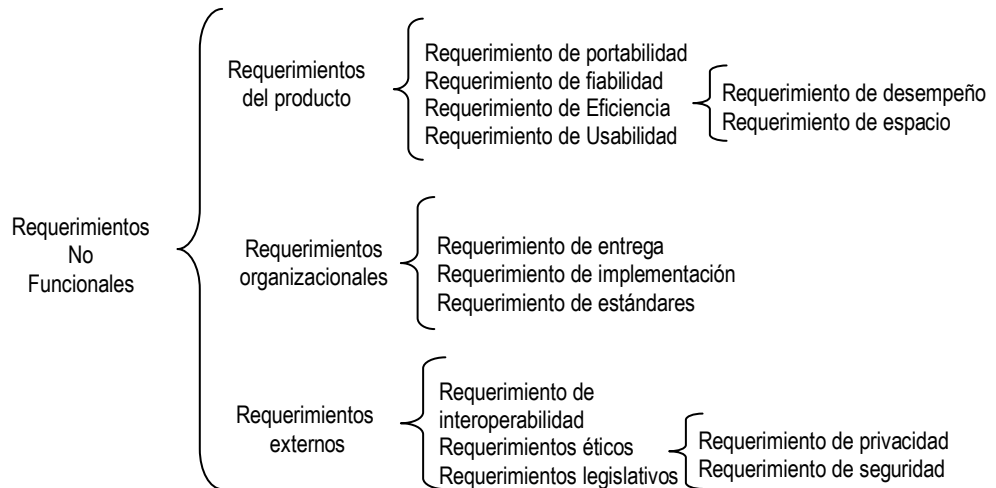 Requerimientos
No
Funcionales
Requerimientos
del producto
Requerimiento de portabilidad
Requerimiento de fiabilidad
Requerimiento de Eficiencia
Requerimiento de Usabilidad
Requerimiento de desempeño
Requerimiento de espacio
Requerimientos
organizacionales
Requerimiento de entrega
Requerimiento de implementación
Requerimiento de estándares
Requerimientos
externos
Requerimiento de
interoperabilidad
Requerimientos éticos
Requerimientos legislativos
Requerimiento de privacidad
Requerimiento de seguridad